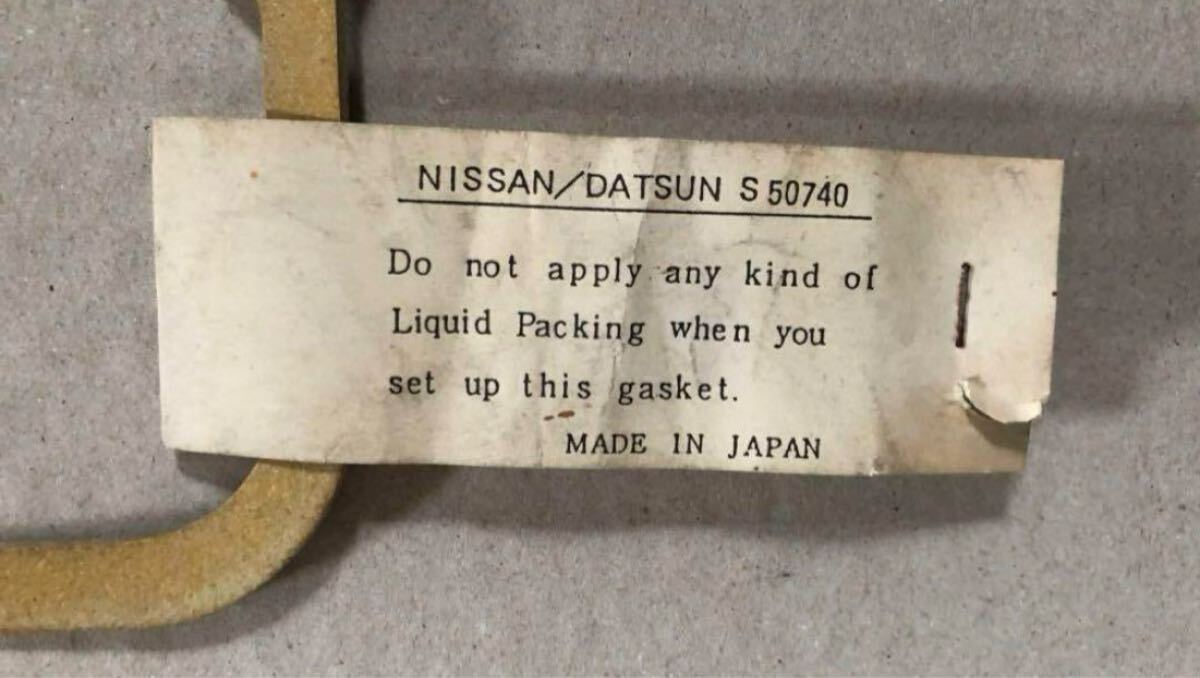 NISSAN/DATSUN S 50740
Do not apply any kind of
Liquid Packing when you
set up this gasket.
MADE IN JAPAN